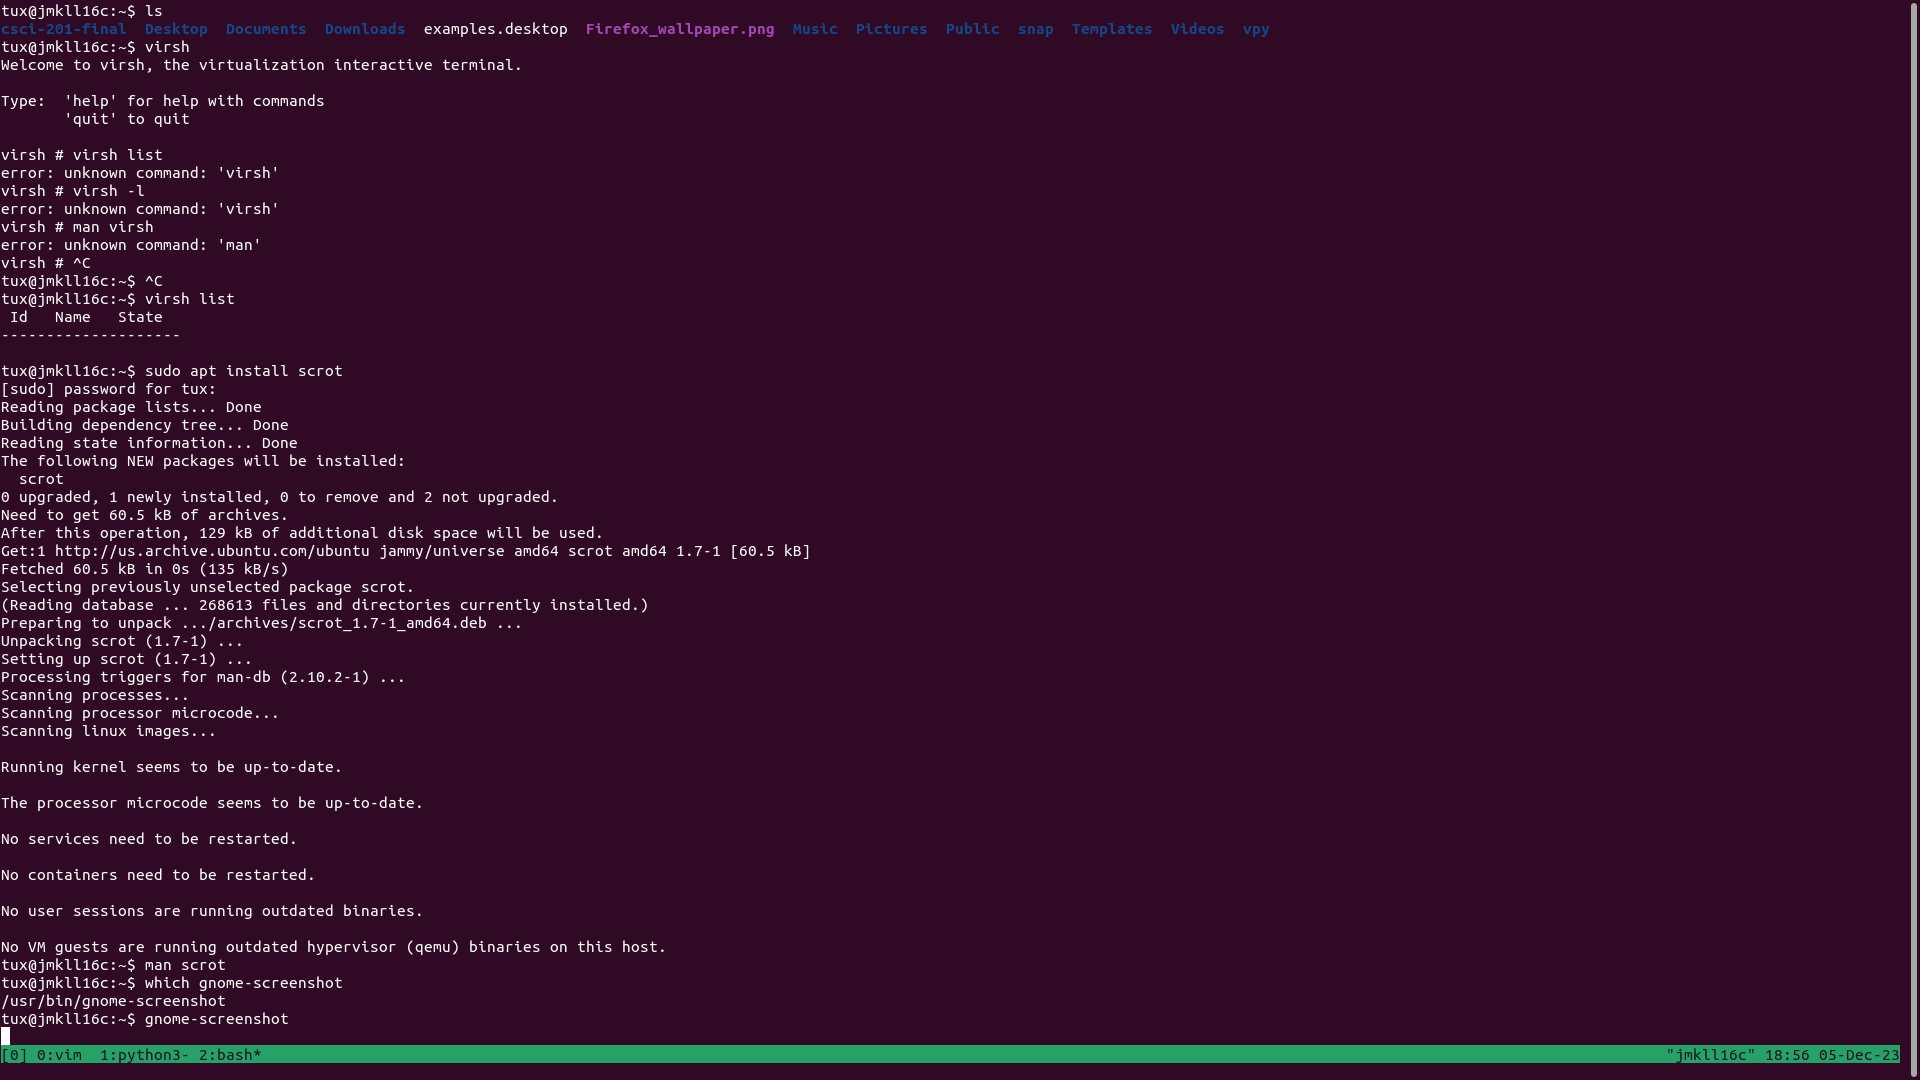 tux@jmkll16c:~$ ls
csci-201-final  Desktop  Documents  Downloads  examples.desktop  Firefox_wallpaper.png  Music  Pictures  Public  snap  Templates  Videos  vpy
tux@jmkll16c:~$ virsh
Welcome to virsh, the virtualization interactive terminal.

Type:  'help' for help with commands
       'quit' to quit

virsh # virsh list
error: unknown command: 'virsh'
virsh # virsh -l
error: unknown command: 'virsh'
virsh # man virsh
error: unknown command: 'man'
virsh # ^C
tux@jmkll16c:~$ ^C
tux@jmkll16c:~$ virsh list
 Id   Name   State
--------------------

tux@jmkll16c:~$ sudo apt install scrot
[sudo] password for tux:
Reading package lists... Done
Building dependency tree... Done
Reading state information... Done
The following NEW packages will be installed:
  scrot
0 upgraded, 1 newly installed, 0 to remove and 2 not upgraded.
Need to get 60.5 kB of archives.
After this operation, 129 kB of additional disk space will be used.
Get:1 http://us.archive.ubuntu.com/ubuntu jammy/universe amd64 scrot amd64 1.7-1 [60.5 kB]
Fetched 60.5 kB in 0s (135 kB/s)
Selecting previously unselected package scrot.
(Reading database ... 268613 files and directories currently installed.)
Preparing to unpack .../archives/scrot_1.7-1_amd64.deb ...
Unpacking scrot (1.7-1) ...
Setting up scrot (1.7-1) ...
Processing triggers for man-db (2.10.2-1) ...
Scanning processes...
Scanning processor microcode...
Scanning linux images...

Running kernel seems to be up-to-date.

The processor microcode seems to be up-to-date.

No services need to be restarted.

No containers need to be restarted.

No user sessions are running outdated binaries.

No VM guests are running outdated hypervisor (qemu) binaries on this host.
tux@jmkll16c:~$ man scrot
tux@jmkll16c:~$ which gnome-screenshot
/usr/bin/gnome-screenshot
tux@jmkll16c:~$ gnome-screenshot

[0] 0:vim  1:python3- 2:bash*  "jmkll16c" 18:56 05-Dec-23